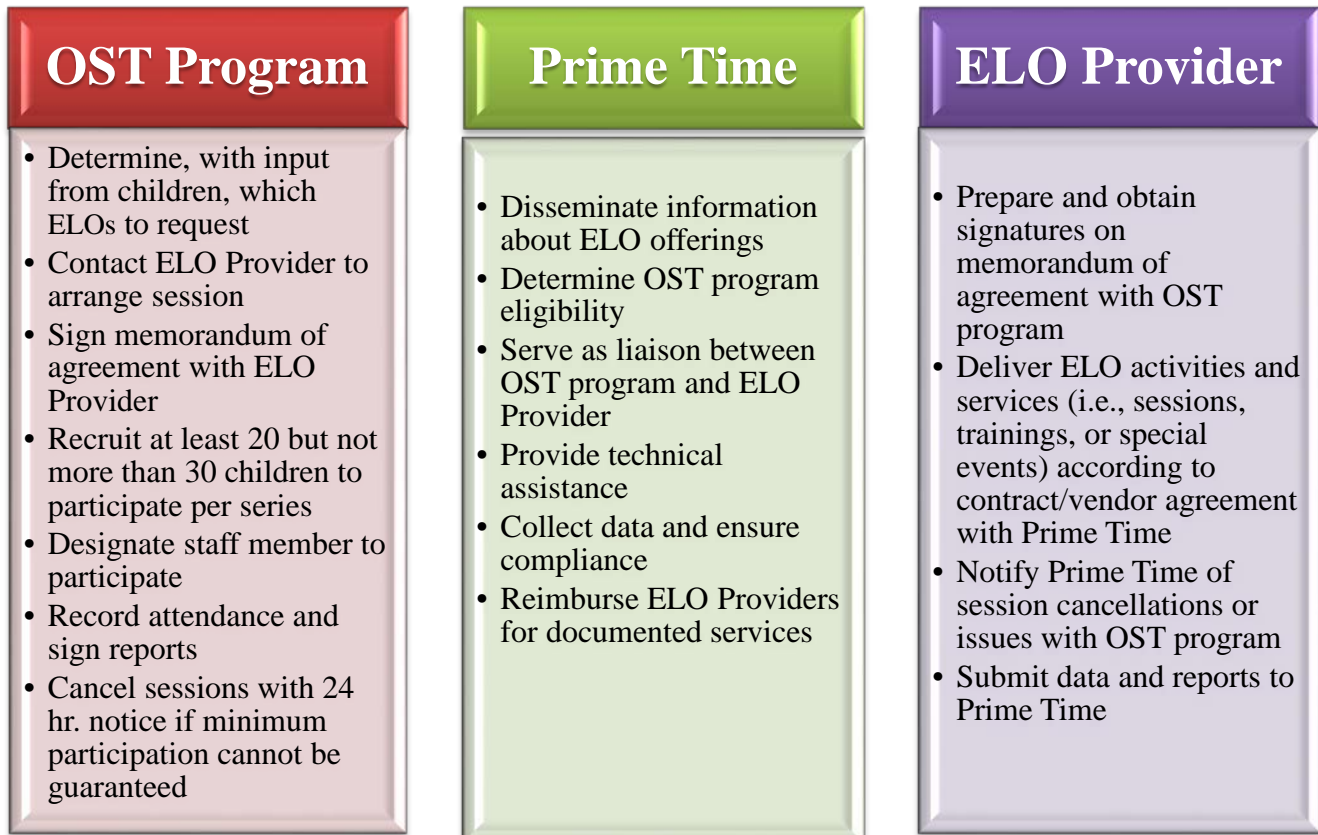 OST Program
• Determine, with input
from children, which
ELOs to request
• Contact ELO Provider to
arrange session
• Sign memorandum of
agreement with ELO
Provider
• Recruit at least 20 but not
more than 30 children to
participate per series
• Designate staff member to
participate
• Record attendance and
sign reports
• Cancel sessions with 24
hr. notice if minimum
participation cannot be
guaranteed
Prime Time
• Disseminate information
about ELO offerings
• Determine OST program
eligibility
• Serve as liaison between
OST program and ELO
Provider
• Provide technical
assistance
• Collect data and ensure
compliance
• Reimburse ELO Providers
for documented services
ELO Provider
• Prepare and obtain
signatures on
memorandum of
agreement with OST
program
• Deliver ELO activities and
services (i.e., sessions,
trainings, or special
events) according to
contract/vendor agreement
with Prime Time
• Notify Prime Time of
session cancellations or
issues with OST program
• Submit data and reports to
Prime Time